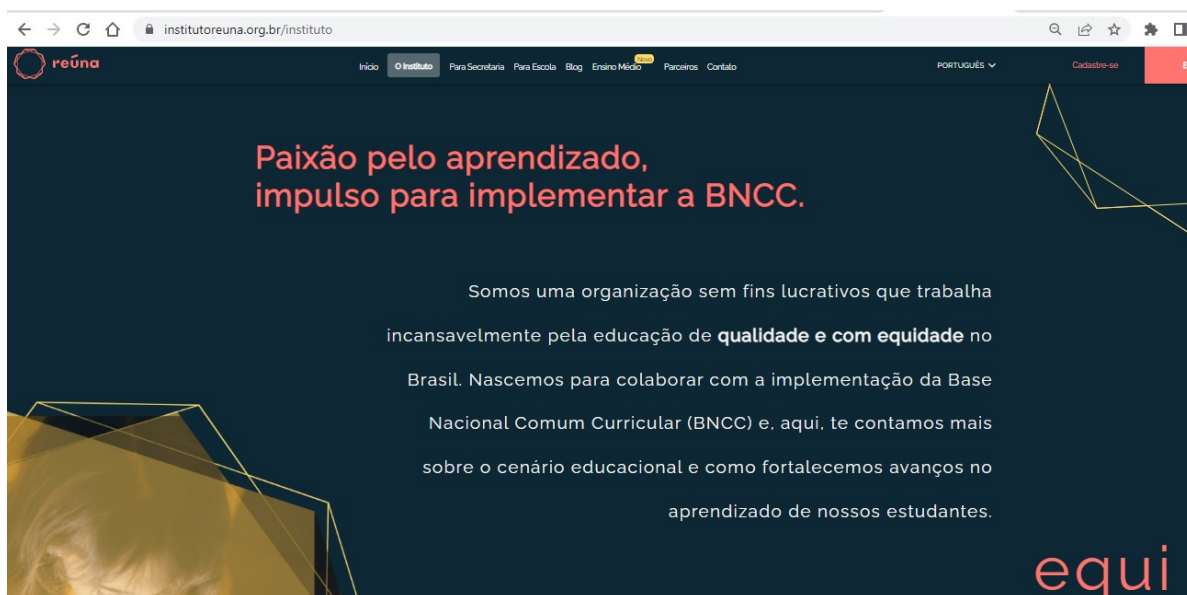 institutoreuna.org.br/instituto
reúna
Início O Instituto Para Secretaria Para Escola Blog Ensino Médio Novo Parceiros Contato PORTUGUÊS Cadastre-se E
Paixão pelo aprendizado,
impulso para implementar a BNCC.
Somos uma organização sem fins lucrativos que trabalha
incansavelmente pela educação de qualidade e com equidade no
Brasil. Nascemos para colaborar com a implementação da Base
Nacional Comum Curricular (BNCC) e, aqui, te contamos mais
sobre o cenário educacional e como fortalecemos avanços no
aprendizado de nossos estudantes.
equi